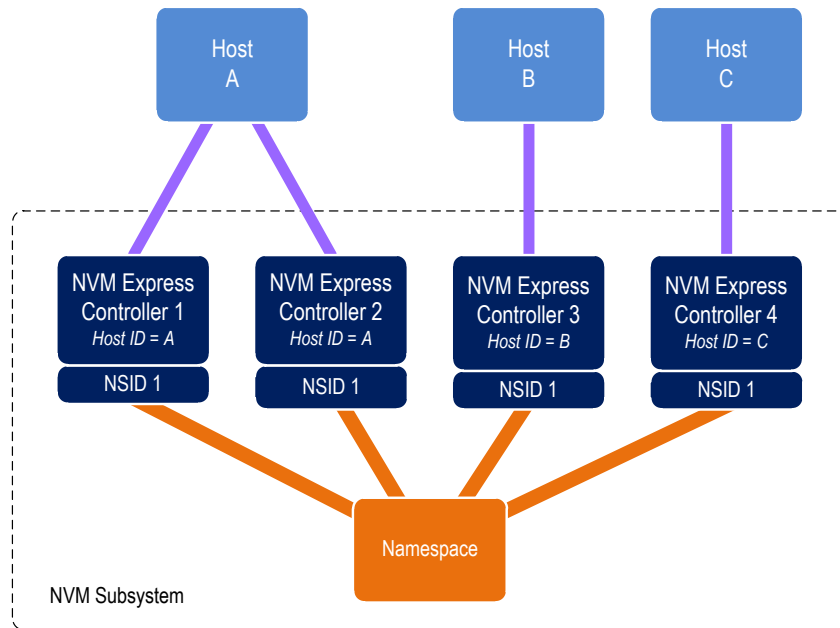 Host
A
Host
B
Host
C
NVM Express
Controller 1
Host ID = A
NVM Express
Controller 2
Host ID = A
NVM Express
Controller 3
Host ID = B
NVM Express
Controller 4
Host ID = C
NSID 1
NSID 1
NSID 1
NSID 1
Namespace
NVM Subsystem